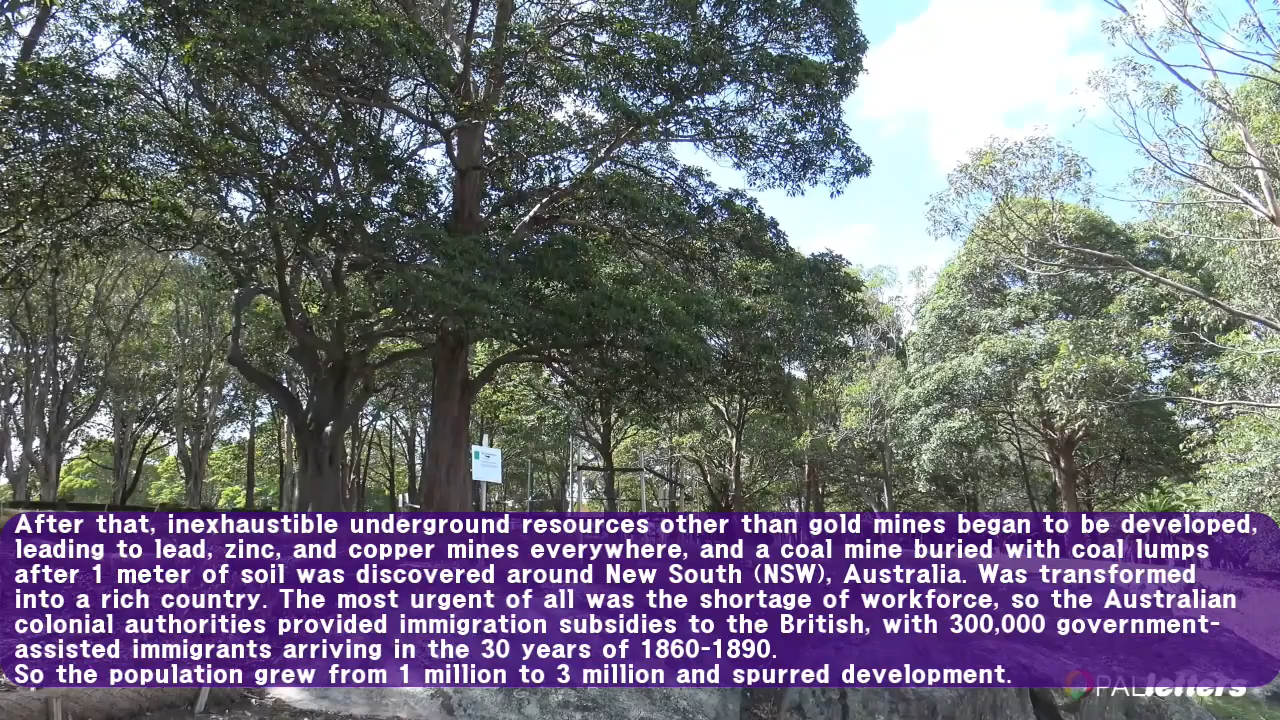 After that, inexhaustible underground resources other than gold mines began to be developed,
leading to lead, zinc, and copper mines everywhere, and a coal mine buried with coal lumps
after 1 meter of soil was discovered around New South (NSW), Australia. Was transformed
into a rich country. The most urgent of all was the shortage of workforce, so the Australian
colonial authorities provided immigration subsidies to the British, with 300,000 government-
assisted immigrants arriving in the 30 years of 1860-1890.
So the population grew from 1 million to 3 million and spurred development.
PALletters